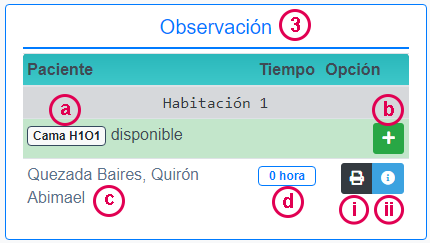 Observación 3
Paciente Tiempo Opción
a b
Habitación 1
Cama H1O1 disponible +
Quezada Baires, Quirón 0 hora i
Abimael c d i ii